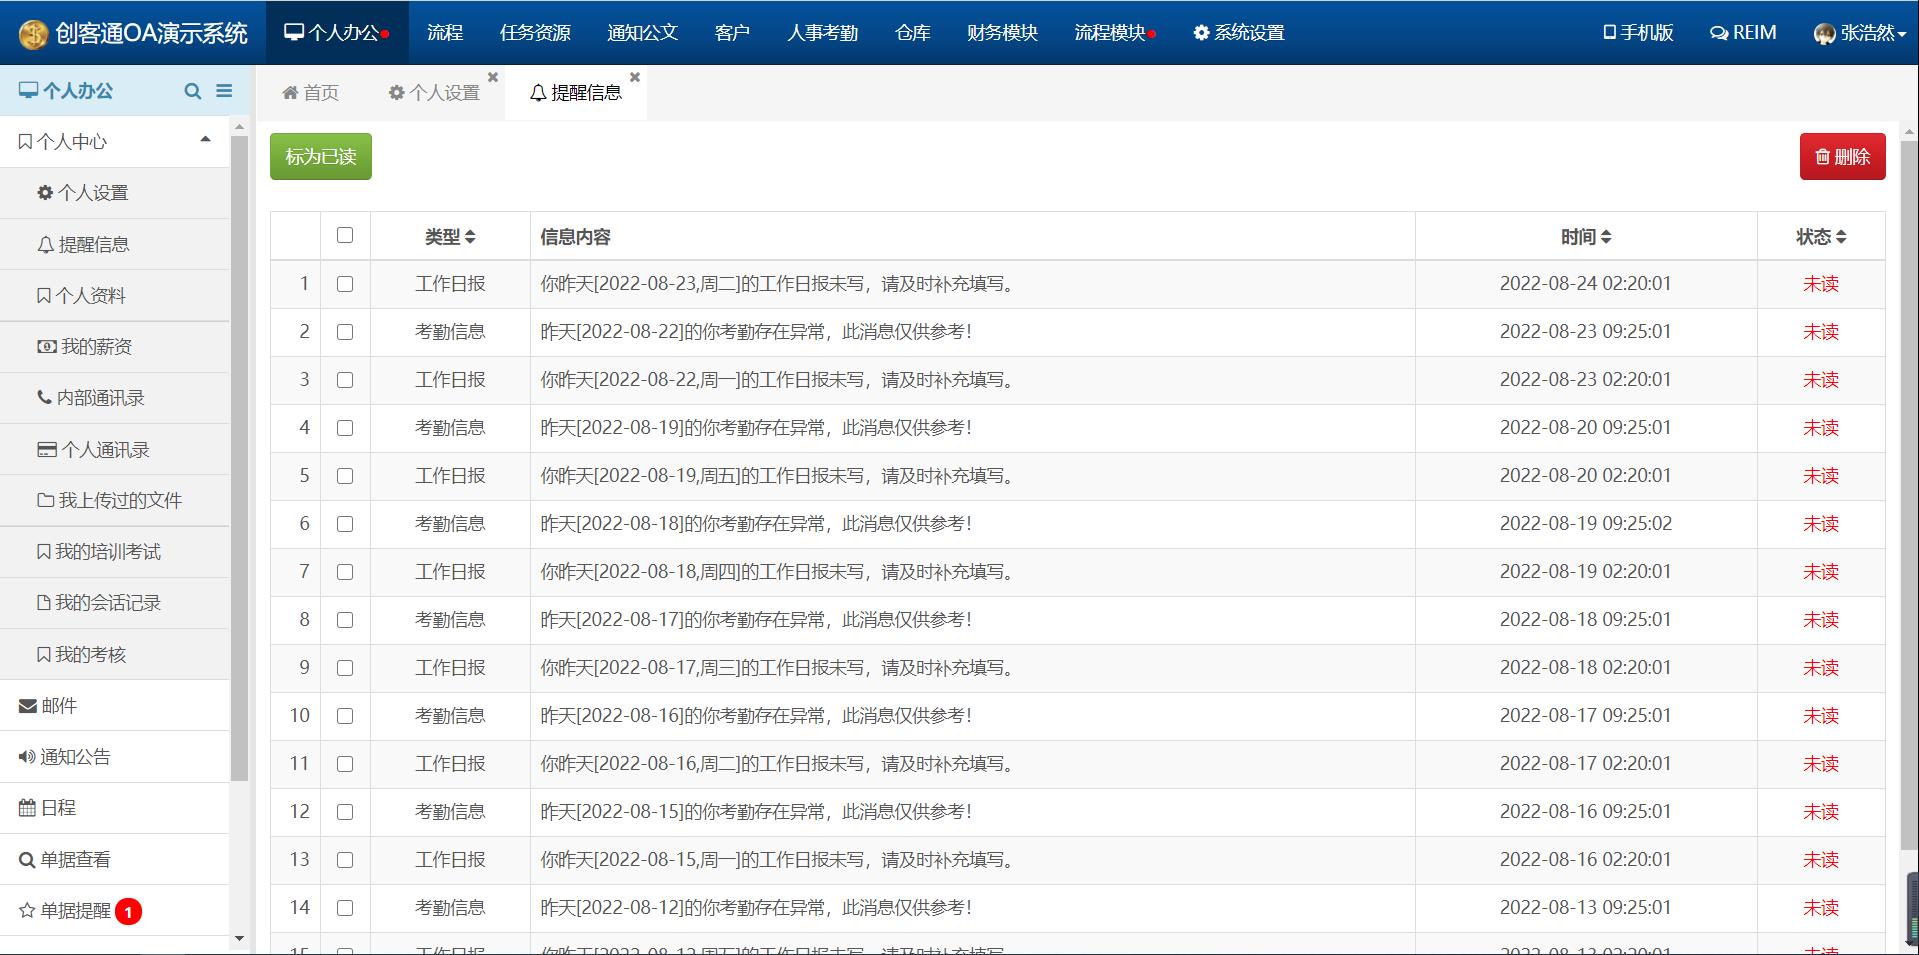 创客通OA演示系统 个人办公 流程 任务资源 通知公文 客户 人事考勤 仓库 财务模块 流程模块 系统设置 手机版 REIM 张浩然
个人办公
首页 个人设置 提醒信息
个人中心
个人设置
提醒信息
个人资料
我的薪资
内部通讯录
个人通讯录
我上传过的文件
我的培训考试
我的会话记录
我的考核
邮件
通知公告
日程
单据查看
单据提醒 1
标为已读 删除
类型 信息内容 时间 状态
1 工作日报 你昨天[2022-08-23,周二]的工作日报未写，请及时补充填写。 2022-08-24 02:20:01 未读
2 考勤信息 昨天[2022-08-22]的你考勤存在异常，此消息仅供参考！ 2022-08-23 09:25:01 未读
3 工作日报 你昨天[2022-08-22,周一]的工作日报未写，请及时补充填写。 2022-08-23 02:20:01 未读
4 考勤信息 昨天[2022-08-19]的你考勤存在异常，此消息仅供参考！ 2022-08-20 09:25:01 未读
5 工作日报 你昨天[2022-08-19,周五]的工作日报未写，请及时补充填写。 2022-08-20 02:20:01 未读
6 考勤信息 昨天[2022-08-18]的你考勤存在异常，此消息仅供参考！ 2022-08-19 09:25:02 未读
7 工作日报 你昨天[2022-08-18,周四]的工作日报未写，请及时补充填写。 2022-08-19 02:20:01 未读
8 考勤信息 昨天[2022-08-17]的你考勤存在异常，此消息仅供参考！ 2022-08-18 09:25:01 未读
9 工作日报 你昨天[2022-08-17,周三]的工作日报未写，请及时补充填写。 2022-08-18 02:20:01 未读
10 考勤信息 昨天[2022-08-16]的你考勤存在异常，此消息仅供参考！ 2022-08-17 09:25:01 未读
11 工作日报 你昨天[2022-08-16,周二]的工作日报未写，请及时补充填写。 2022-08-17 02:20:01 未读
12 考勤信息 昨天[2022-08-15]的你考勤存在异常，此消息仅供参考！ 2022-08-16 09:25:01 未读
13 工作日报 你昨天[2022-08-15,周一]的工作日报未写，请及时补充填写。 2022-08-16 02:20:01 未读
14 考勤信息 昨天[2022-08-12]的你考勤存在异常，此消息仅供参考！ 2022-08-13 09:25:01 未读